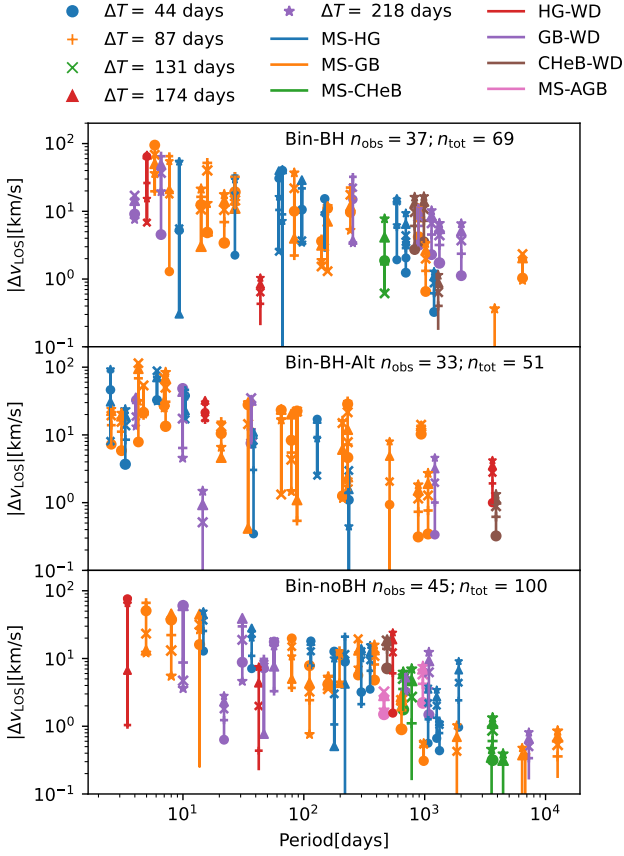 ΔT = 44 days
ΔT = 87 days
ΔT = 131 days
ΔT = 174 days
ΔT = 218 days
MS-HG
MS-GB
MS-CHeB
HG-WD
GB-WD
CHeB-WD
MS-AGB
Bin-BH n_obs = 37; n_tot = 69
|Δv_LOS|[km/s]
10^2
10^1
10^0
10^−1
Bin-BH-Alt n_obs = 33; n_tot = 51
|Δv_LOS|[km/s]
10^2
10^1
10^0
10^−1
Bin-noBH n_obs = 45; n_tot = 100
|Δv_LOS|[km/s]
10^2
10^1
10^0
10^−1
10^1 10^2 10^3 10^4
Period[days]